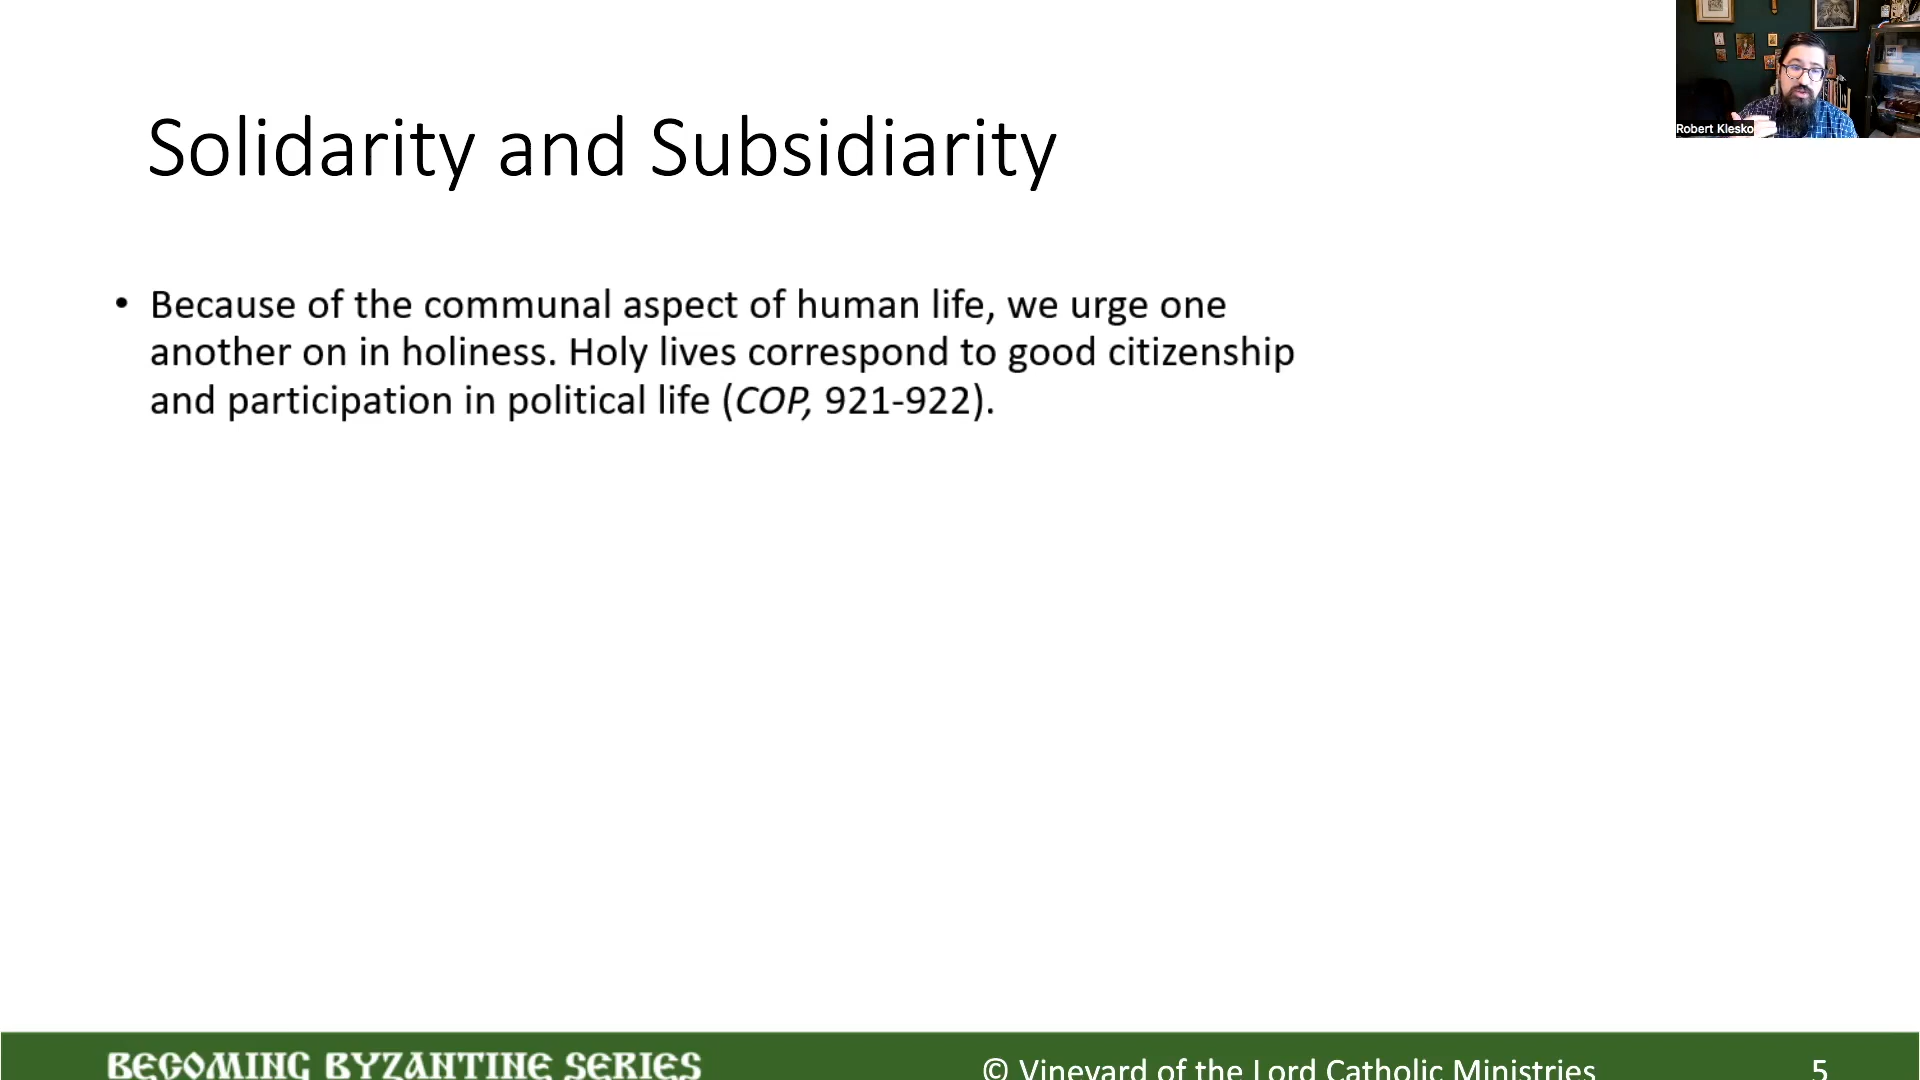 Robert Klesko
Solidarity and Subsidiarity
• Because of the communal aspect of human life, we urge one
another on in holiness. Holy lives correspond to good citizenship
and participation in political life (COP, 921-922).
BECOMING BYZANTINE SERIES
© Vineyard of the Lord Catholic Ministries
5